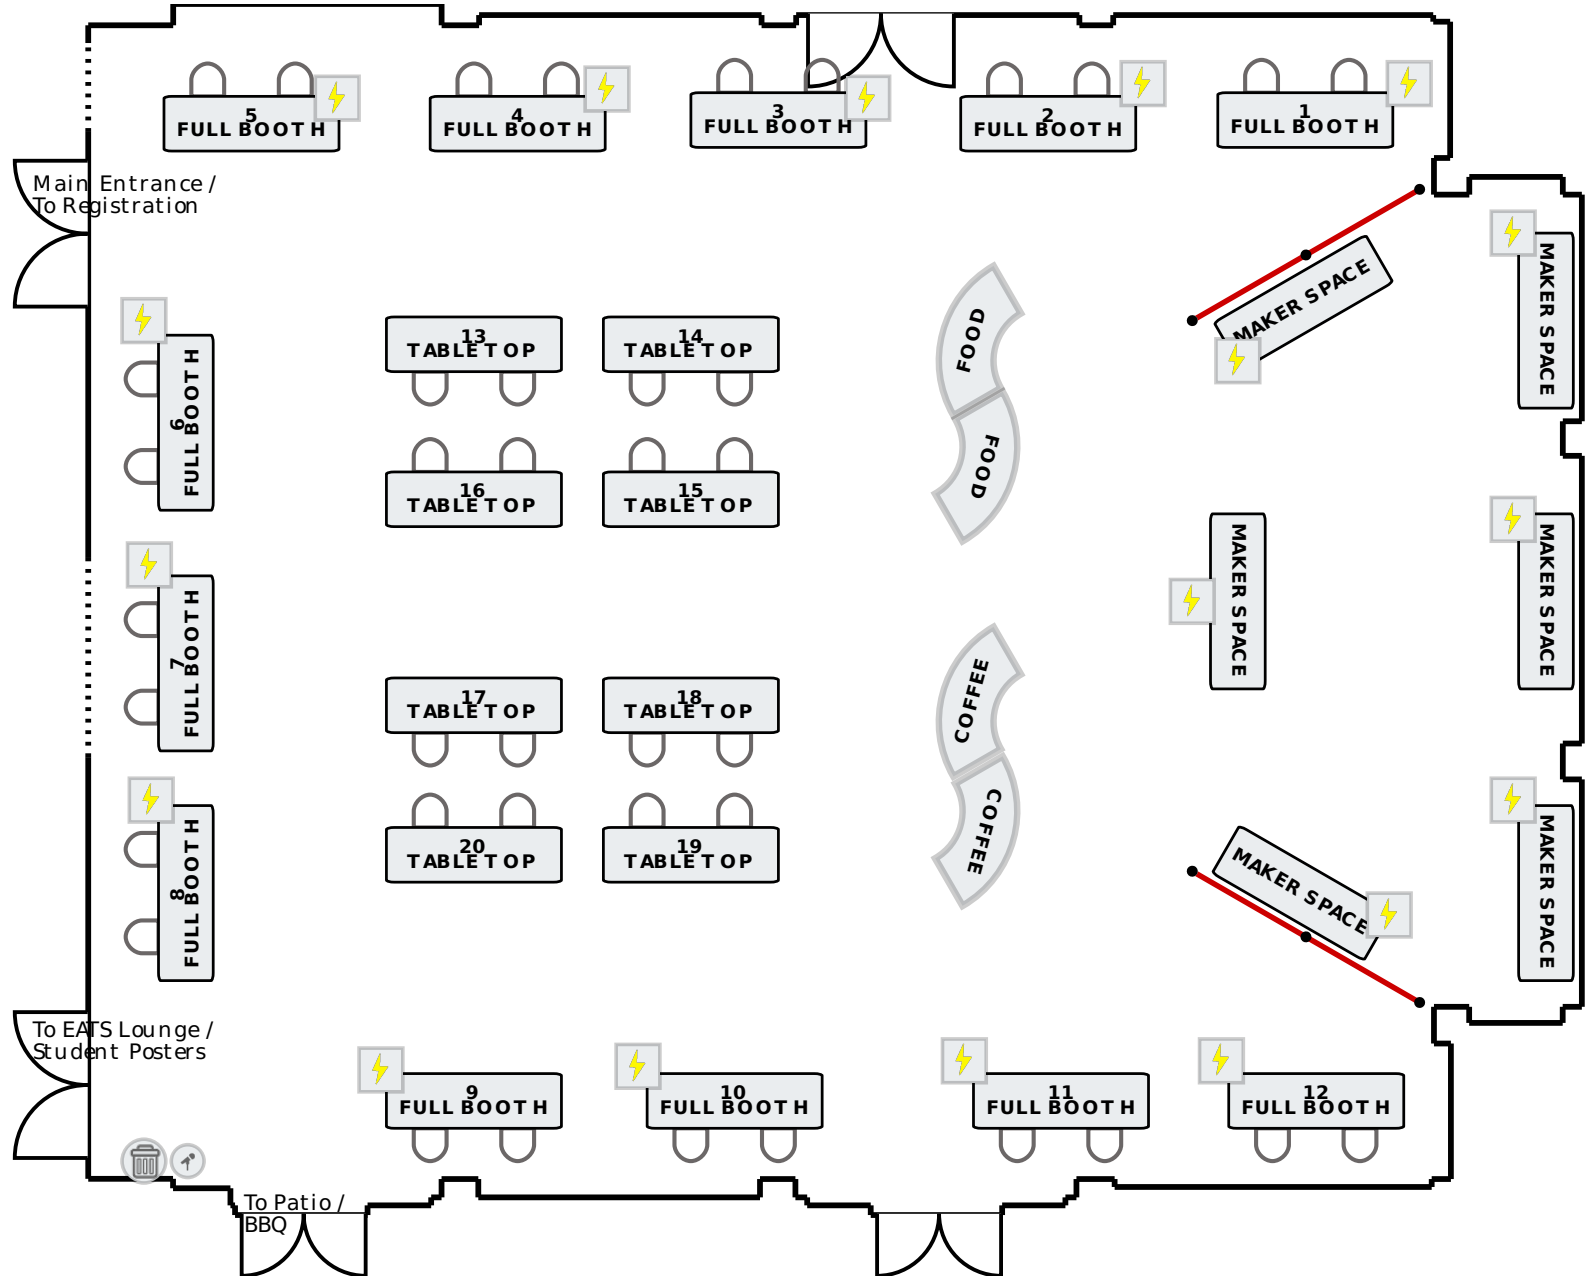 5
FULL BOOTH
4
FULL BOOTH
3
FULL BOOTH
2
FULL BOOTH
1
FULL BOOTH
Main Entrance /
To Registration
MAKER SPACE
MAKER SPACE
6
FULL BOOTH
13
TABLETOP
14
TABLETOP
FOOD
16
TABLETOP
15
TABLETOP
FOOD
7
FULL BOOTH
MAKER SPACE
MAKER SPACE
17
TABLETOP
18
TABLETOP
COFFEE
8
FULL BOOTH
20
TABLETOP
19
TABLETOP
COFFEE
MAKER SPACE
MAKER SPACE
To EATS Lounge /
Student Posters
9
FULL BOOTH
10
FULL BOOTH
11
FULL BOOTH
12
FULL BOOTH
To Patio /
BBQ